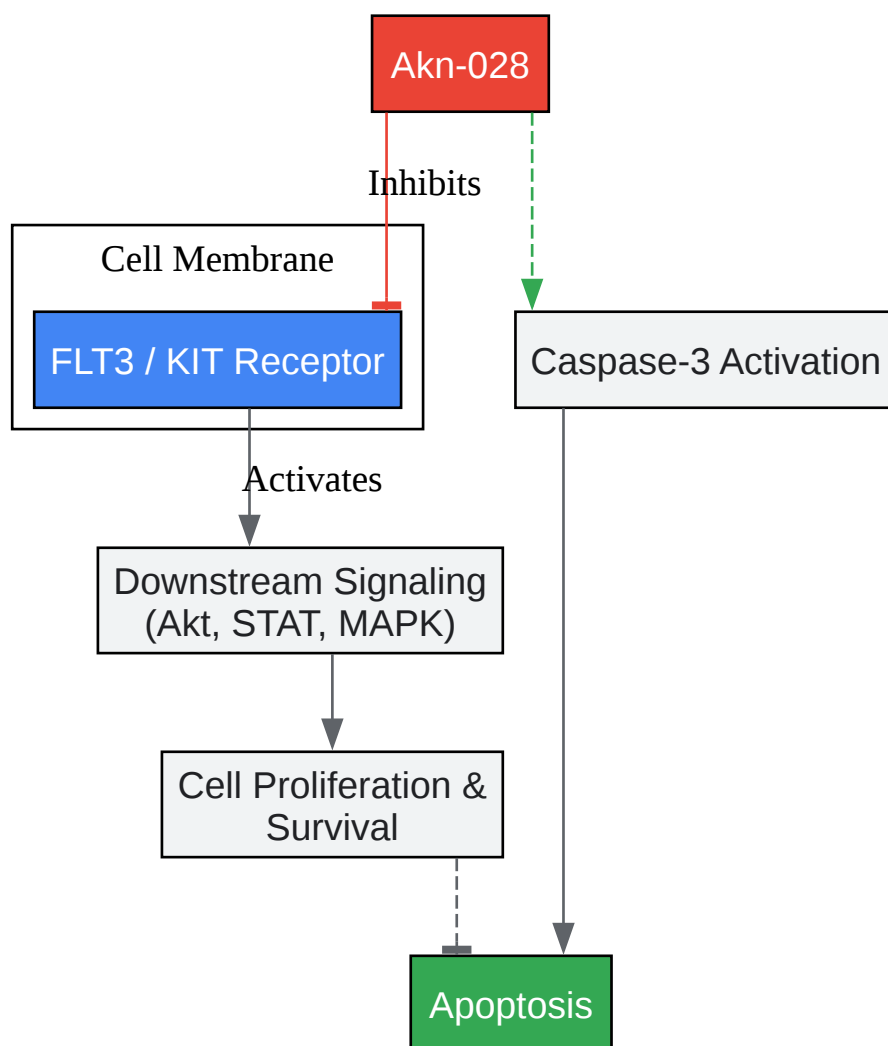 Akn-028
Inhibits
Cell Membrane
FLT3 / KIT Receptor
Caspase-3 Activation
Activates
Downstream Signaling
(Akt, STAT, MAPK)
Cell Proliferation &
Survival
Apoptosis